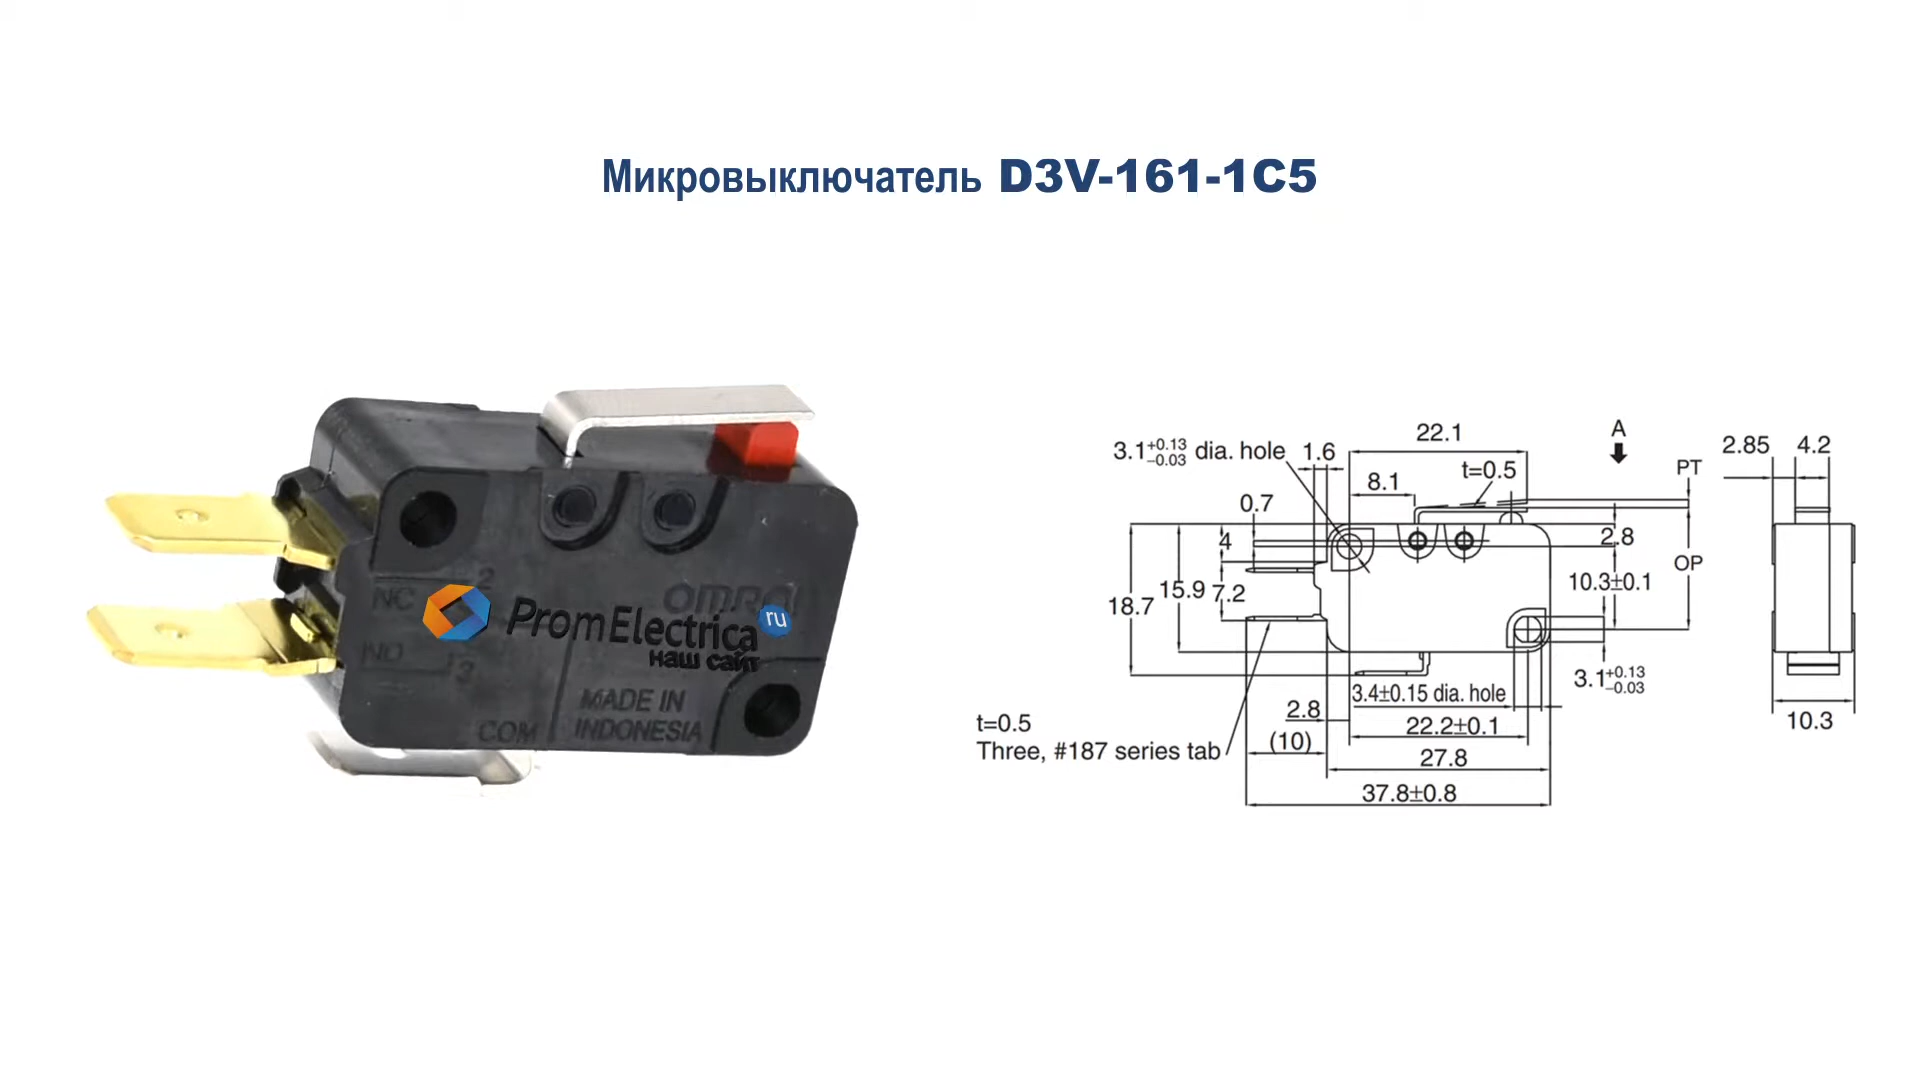 Микровыключатель D3V-161-1C5
2
NC
OMRON
PromElectrica ru
наш сайт
NO
3
MADE IN
INDONESIA
COM
22.1
A
3.1+0.13 −0.03 dia. hole
1.6
t=0.5
PT
2.85
4.2
8.1
0.7
4
2.8
OP
10.3±0.1
18.7
15.9
7.2
3.1+0.13 −0.03
3.4±0.15 dia. hole
2.8
22.2±0.1
10.3
t=0.5
Three, #187 series tab
(10)
27.8
37.8±0.8